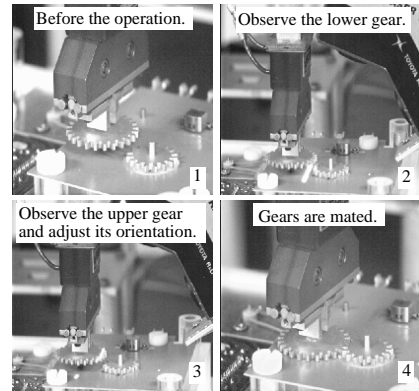 Before the operation.
1
Observe the lower gear.
TOYOTA
2
Observe the upper gear
and adjust its orientation.
3
Gears are mated.
4